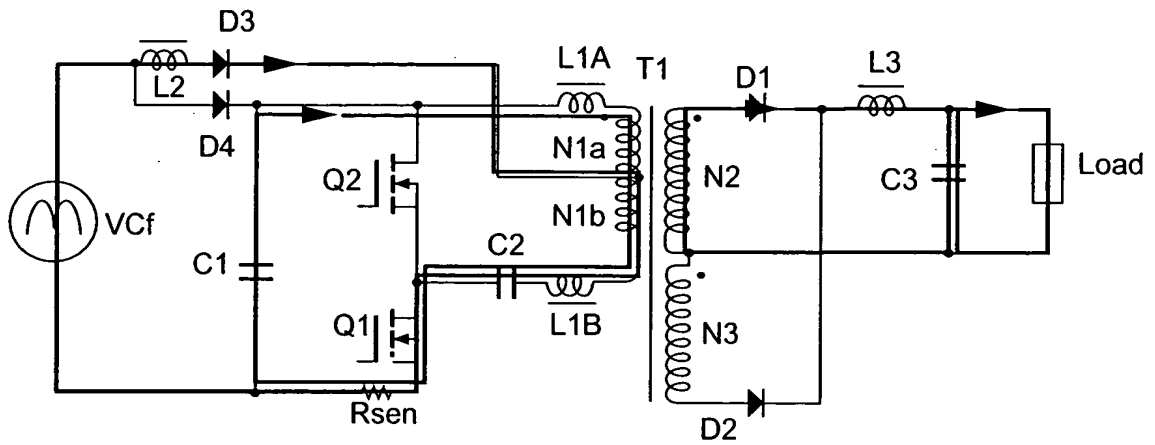 D3
L2
D4
L1A
T1
D1
L3
N1a
N1b
Q2
VCf
C1
C2
L1B
Q1
Rsen
N2
N3
D2
C3
Load